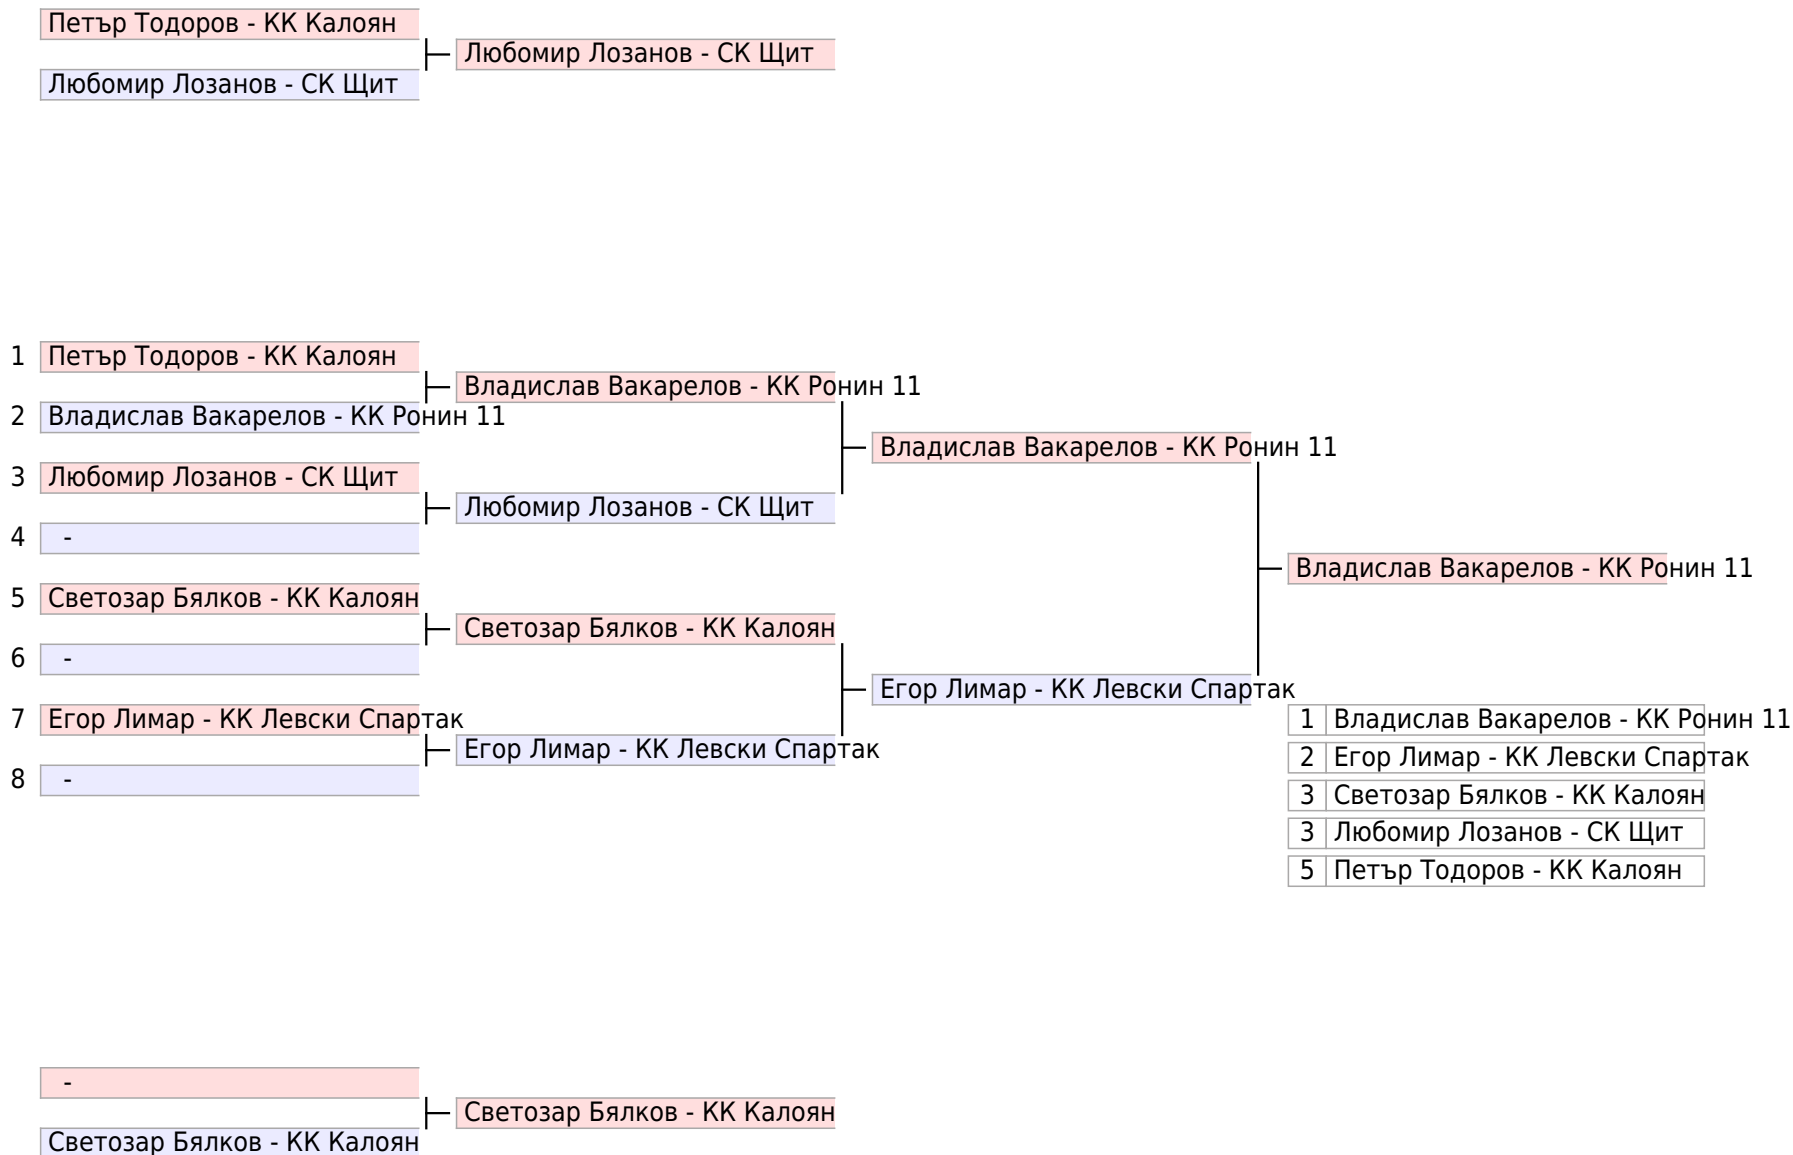 Петър Тодоров - КК Калоян
Любомир Лозанов - СК Щит
Любомир Лозанов - СК Щит
1 Петър Тодоров - КК Калоян
Владислав Вакарелов - КК Ронин 11
2 Владислав Вакарелов - КК Ронин 11
Владислав Вакарелов - КК Ронин 11
3 Любомир Лозанов - СК Щит
Любомир Лозанов - СК Щит
4 -
Владислав Вакарелов - КК Ронин 11
5 Светозар Бялков - КК Калоян
Светозар Бялков - КК Калоян
6 -
Егор Лимар - КК Левски Спартак
7 Егор Лимар - КК Левски Спартак
Егор Лимар - КК Левски Спартак
8 -
1 Владислав Вакарелов - КК Ронин 11
2 Егор Лимар - КК Левски Спартак
3 Светозар Бялков - КК Калоян
3 Любомир Лозанов - СК Щит
5 Петър Тодоров - КК Калоян
-
Светозар Бялков - КК Калоян
Светозар Бялков - КК Калоян